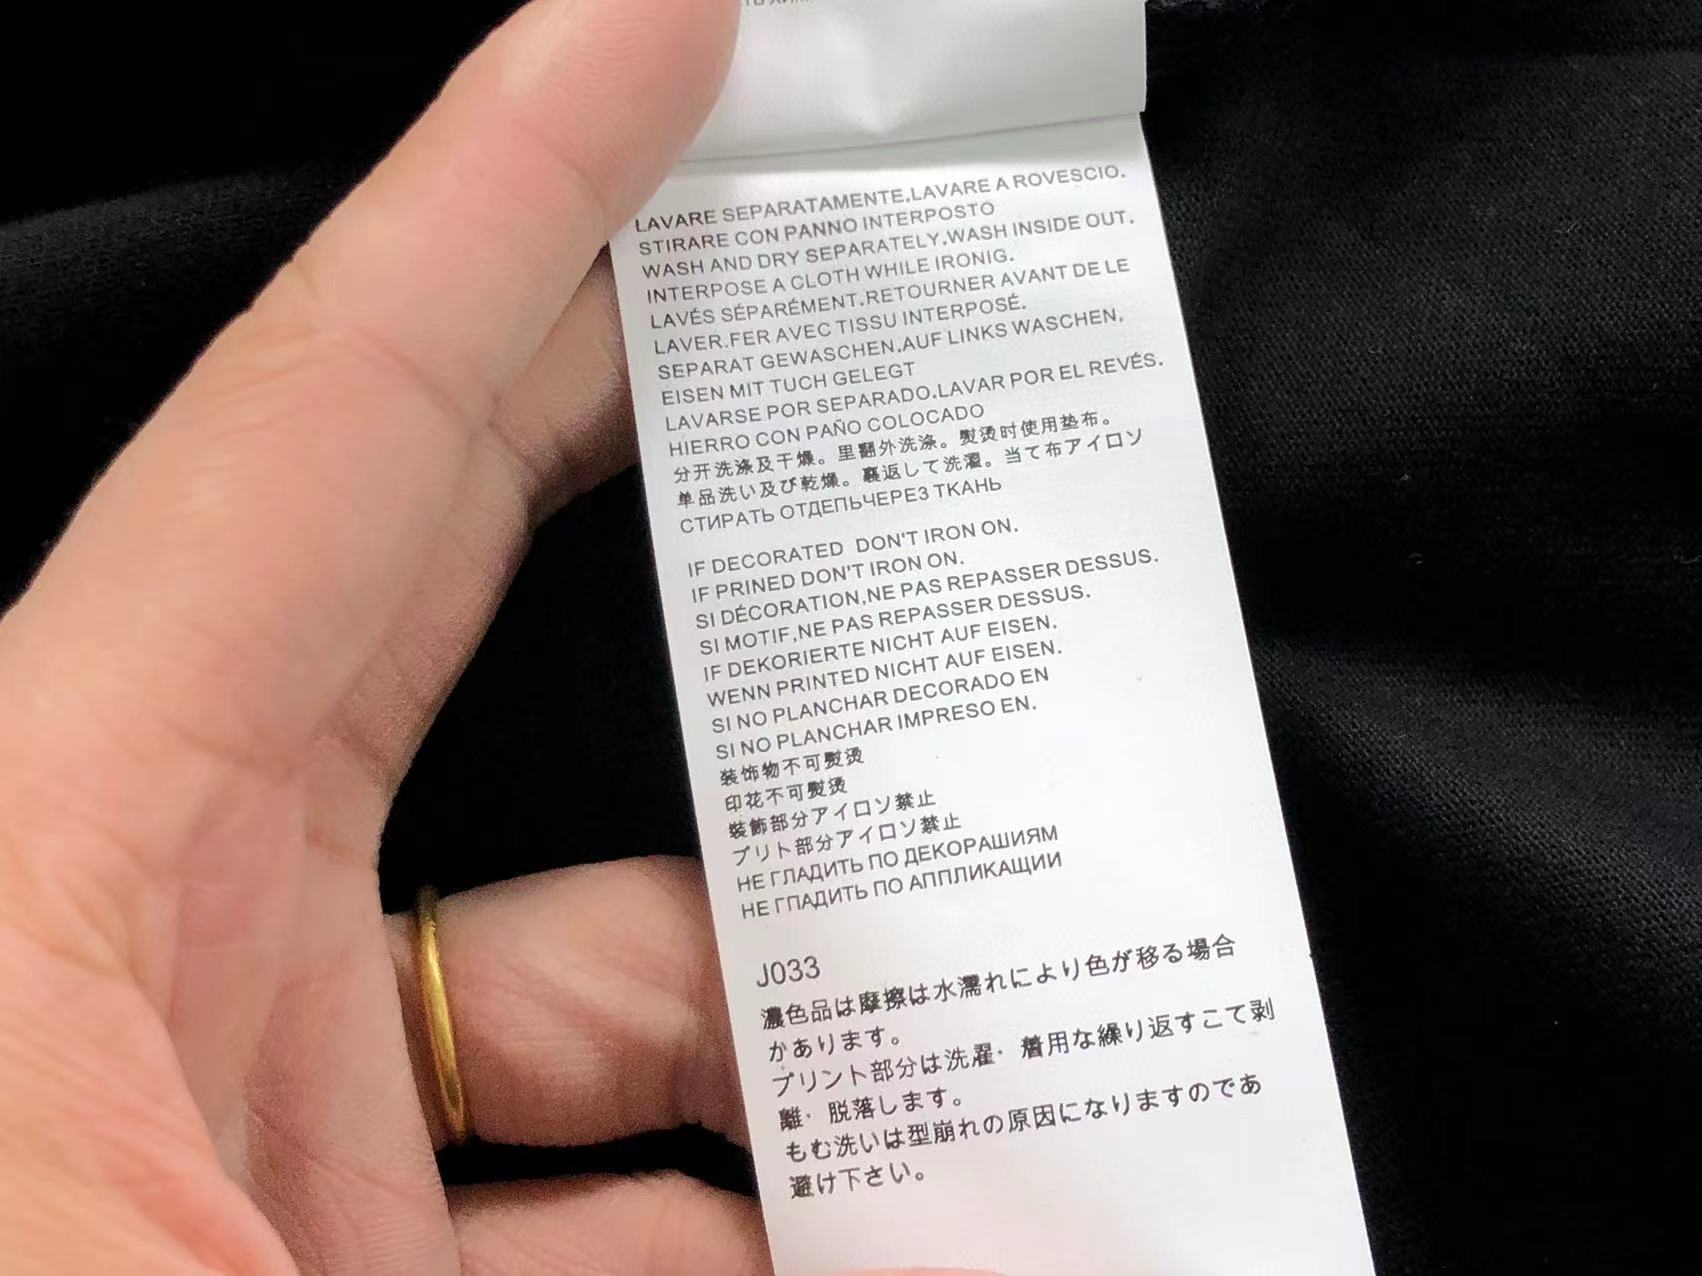 LAVARE SEPARATAMENTE.LAVARE A ROVESCIO.
STIRARE CON PANNO INTERPOSTO
WASH AND DRY SEPARATELY.WASH INSIDE OUT.
INTERPOSE A CLOTH WHILE IRONIG.
LAVÉS SÉPARÉMENT.RETOURNER AVANT DE LE
LAVER.FER AVEC TISSU INTERPOSÉ.
SEPARAT GEWASCHEN.AUF LINKS WASCHEN.
EISEN MIT TUCH GELEGT
LAVARSE POR SEPARADO.LAVAR POR EL REVÉS.
HIERRO CON PAÑO COLOCADO
分开洗涤及干燥。里翻外洗涤。熨烫时使用垫布。
单品洗い及び乾燥。裏返して洗濯。当て布アイロソ
СТИРАТЬ ОТДЕПЬЧЕРЕЗ ТКАНЬ
IF DECORATED DON'T IRON ON.
IF PRINED DON'T IRON ON.
SI DÉCORATION,NE PAS REPASSER DESSUS.
SI MOTIF,NE PAS REPASSER DESSUS.
IF DEKORIERTE NICHT AUF EISEN.
WENN PRINTED NICHT AUF EISEN.
SI NO PLANCHAR DECORADO EN
SI NO PLANCHAR IMPRESO EN.
装饰物不可熨烫
印花不可熨烫
装飾部分アイロソ禁止
プリト部分アイロソ禁止
НЕ ГЛАДИТЬ ПО ДЕКОРАШИЯМ
НЕ ГПАДИТЬ ПО АППЛИКАЩИИ
J033
濃色品は摩擦は水濡れにより色が移る場合
かあります。
プリント部分は洗濯·着用な繰り返すこて剥
離·脱落します。
もむ洗いは型崩れの原因になりますのであ
避け下さい。